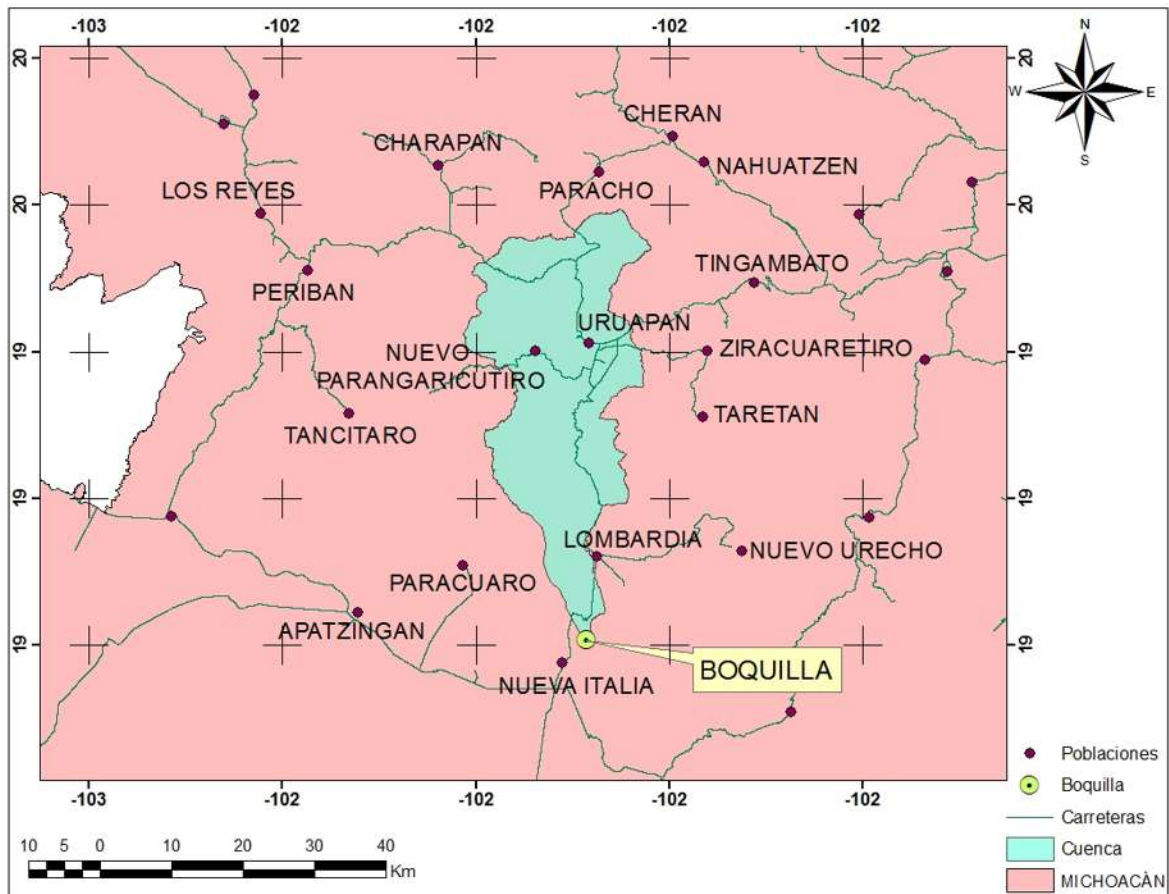 -103 -102 -102 -102 -102
N
W E
S
20 20
CHERAN
CHARAPAN
NAHUATZEN
PARACHO
LOS REYES
20 20
TINGAMBATO
PERIBAN
URUAPAN
19 19
NUEVO
PARANGARICUTIRO
ZIRACUARETIRO
TARETAN
TANCITARO
19 19
LOMBARDIA
NUEVO URECHO
PARACUARO
APATZINGAN
19 19
BOQUILLA
NUEVA ITALIA
-103 -102 -102 -102 -102
Poblaciones
Boquilla
Carreteras
Cuenca
MICHOACÀN
10 5 0 10 20 30 40
Km